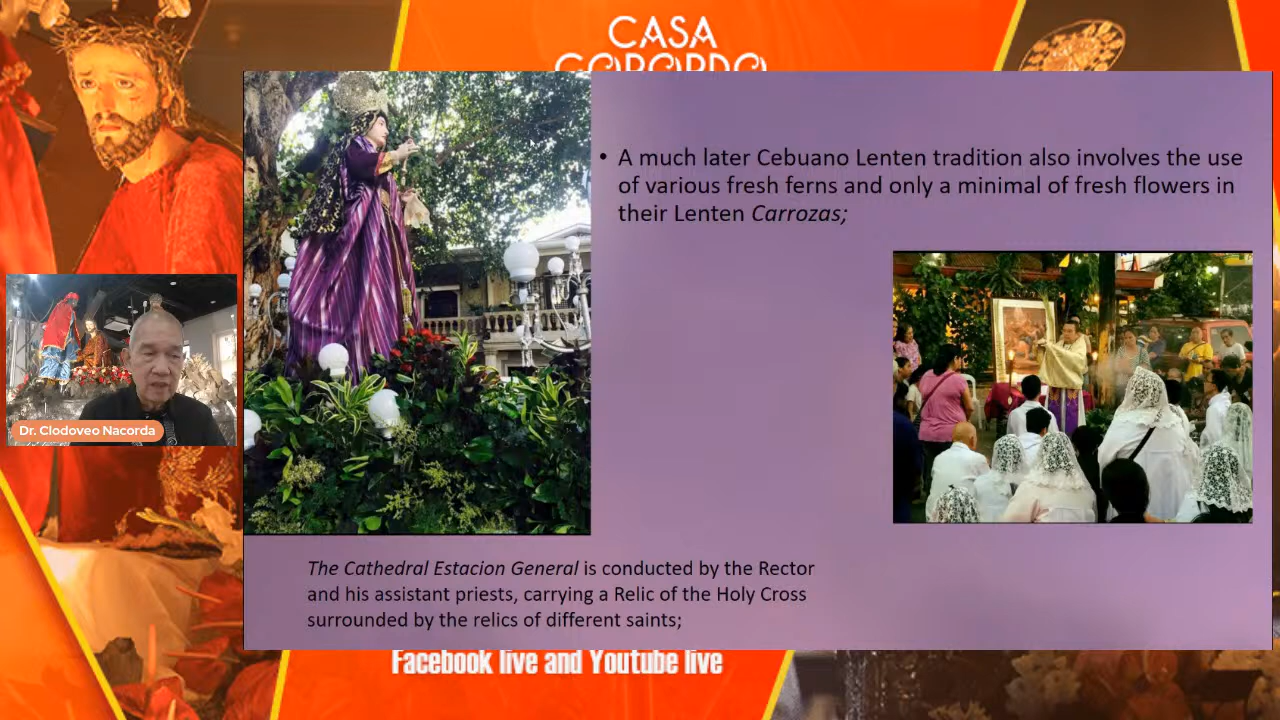 CASA
GORORDO
• A much later Cebuano Lenten tradition also involves the use
of various fresh ferns and only a minimal of fresh flowers in
their Lenten Carrozas;
Dr. Clodoveo Nacorda
The Cathedral Estacion General is conducted by the Rector
and his assistant priests, carrying a Relic of the Holy Cross
surrounded by the relics of different saints;
Facebook live and Youtube live